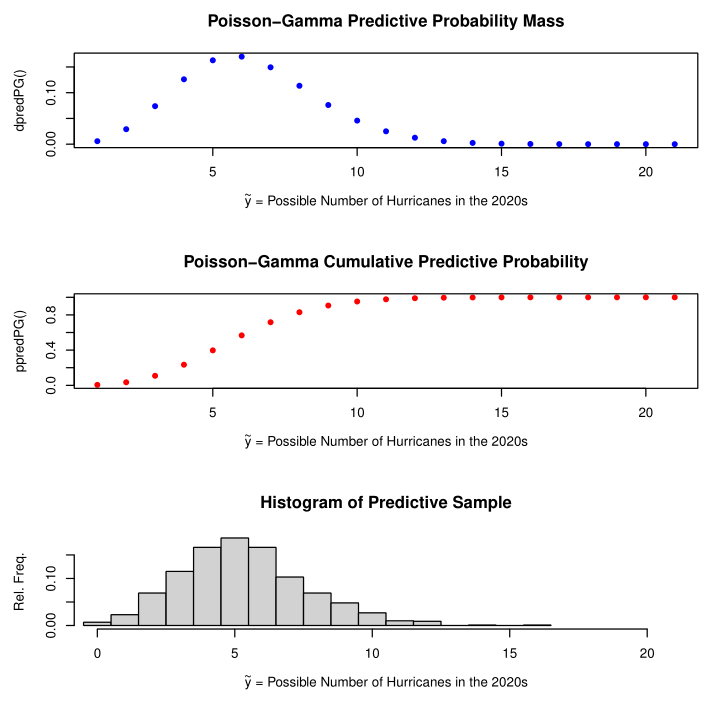 Poisson−Gamma Predictive Probability Mass
dpredPG()
0.00 0.10
5 10 15 20
ỹ = Possible Number of Hurricanes in the 2020s
Poisson−Gamma Cumulative Predictive Probability
ppredPG()
0.0 0.4 0.8
5 10 15 20
ỹ = Possible Number of Hurricanes in the 2020s
Histogram of Predictive Sample
Rel. Freq.
0.00 0.10
0 5 10 15 20
ỹ = Possible Number of Hurricanes in the 2020s